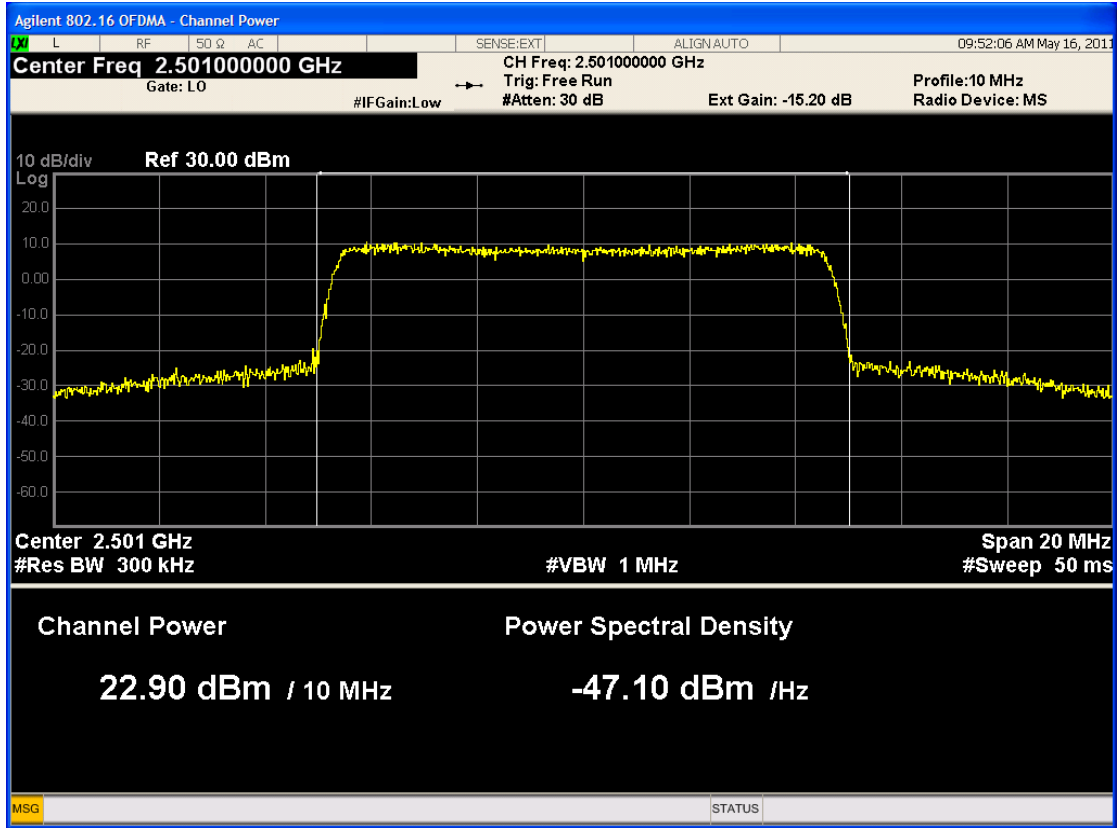 Agilent 802.16 OFDMA - Channel Power
LXI L RF 50 Ω AC SENSE:EXT ALIGN AUTO 09:52:06 AM May 16, 2011
Center Freq 2.501000000 GHz CH Freq: 2.501000000 GHz
Gate: LO Trig: Free Run Profile:10 MHz
#IFGain:Low #Atten: 30 dB Ext Gain: -15.20 dB Radio Device: MS
10 dB/div Ref 30.00 dBm
Log
20.0
10.0
0.00
-10.0
-20.0
-30.0
-40.0
-50.0
-60.0
Center 2.501 GHz Span 20 MHz
#Res BW 300 kHz #VBW 1 MHz #Sweep 50 ms
Channel Power Power Spectral Density
22.90 dBm / 10 MHz -47.10 dBm /Hz
MSG STATUS